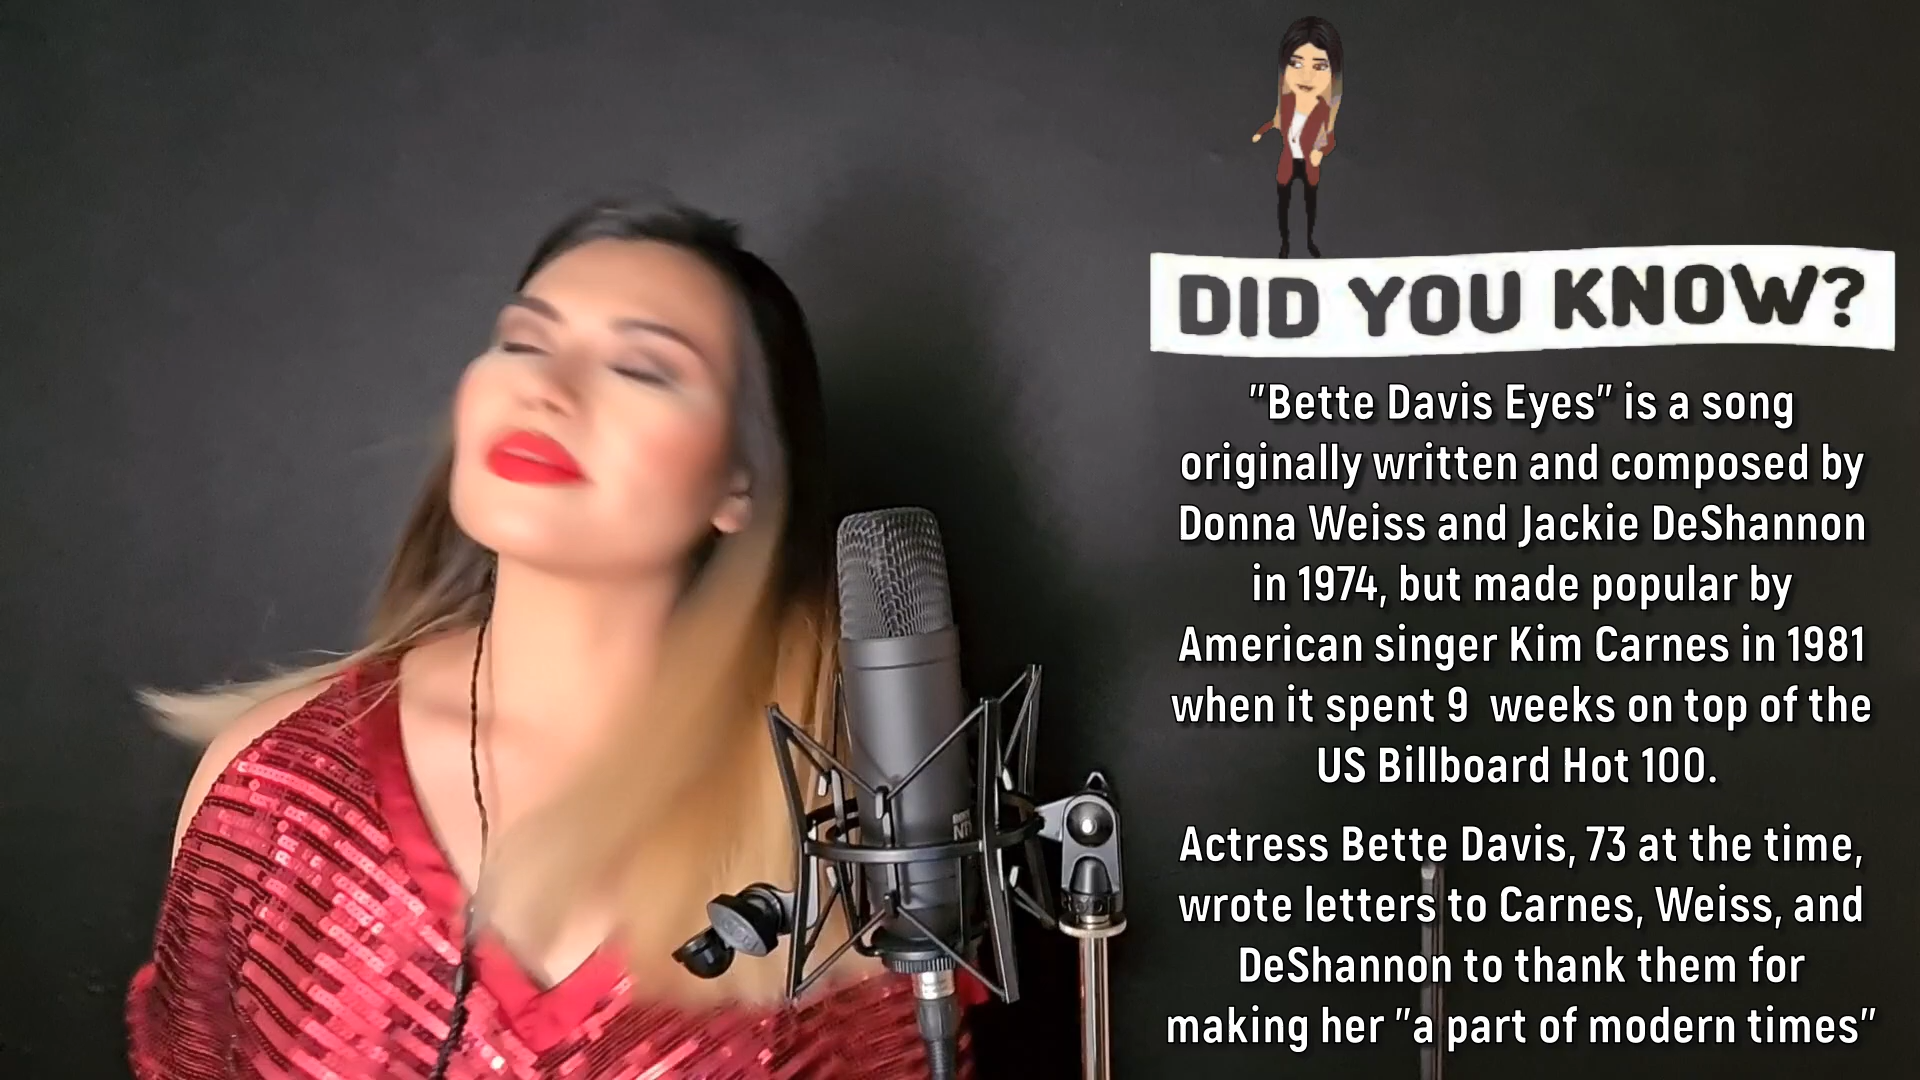 DID YOU KNOW?
"Bette Davis Eyes" is a song
originally written and composed by
Donna Weiss and Jackie DeShannon
in 1974, but made popular by
American singer Kim Carnes in 1981
when it spent 9  weeks on top of the
US Billboard Hot 100.
Actress Bette Davis, 73 at the time,
wrote letters to Carnes, Weiss, and
DeShannon to thank them for
making her "a part of modern times"